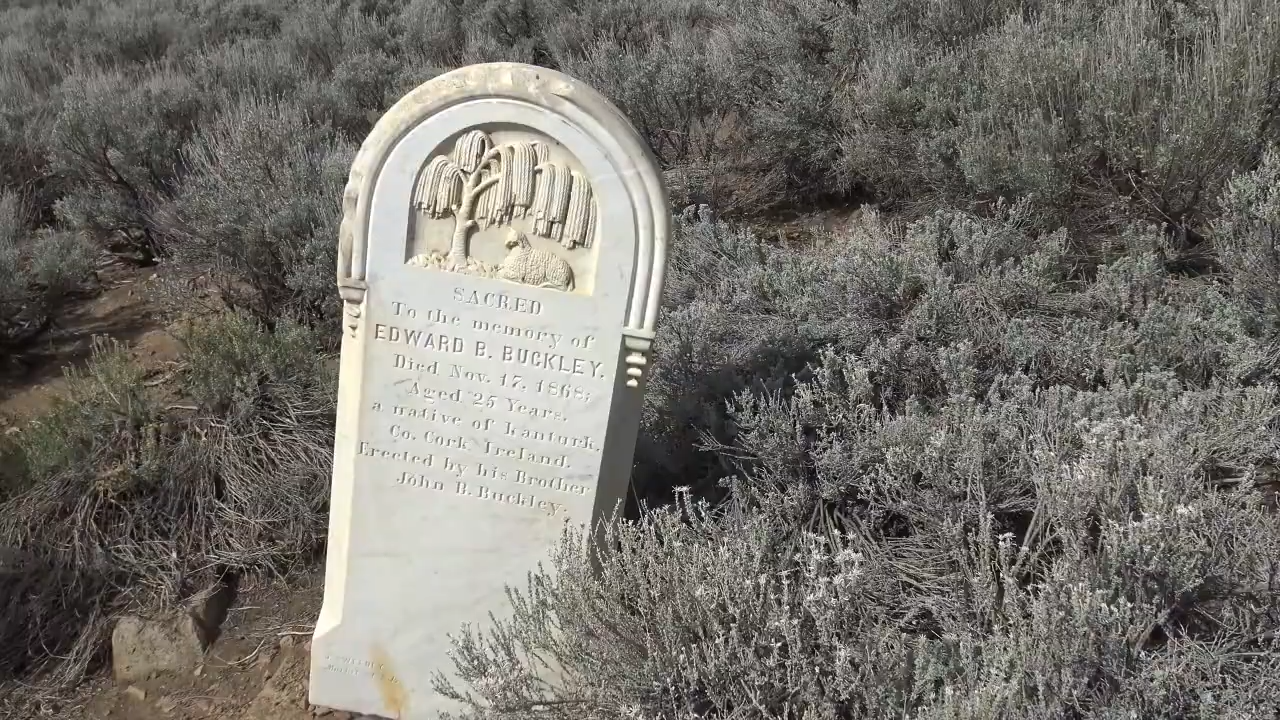 SACRED
To the memory of
EDWARD B. BUCKLEY.
Died Nov. 17. 1868;
Aged 25 Years.
a native of Kanturk.
Co. Cork Ireland.
Erected by his Brother
John B. Buckley.